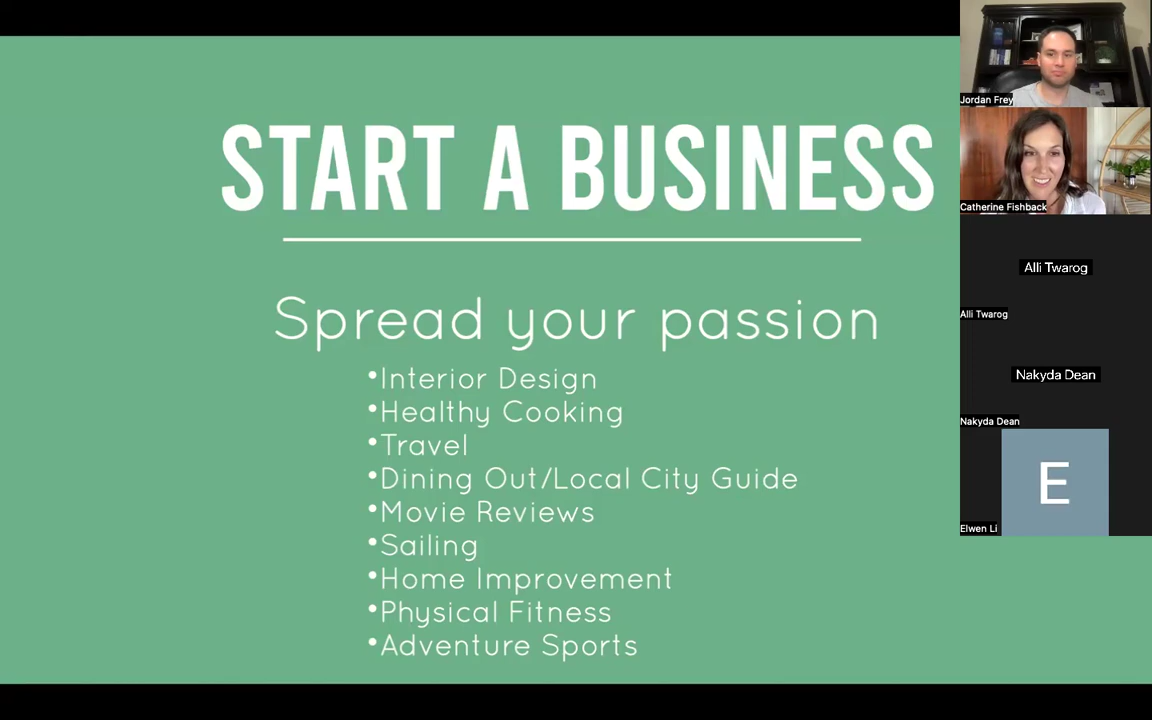 START A BUSINESS
Spread your passion
•Interior Design
•Healthy Cooking
•Travel
•Dining Out/Local City Guide
•Movie Reviews
•Sailing
•Home Improvement
•Physical Fitness
•Adventure Sports
Jordan Frey
Catherine Fishback
Alli Twarog
Alli Twarog
Nakyda Dean
Nakyda Dean
E
Elwen Li